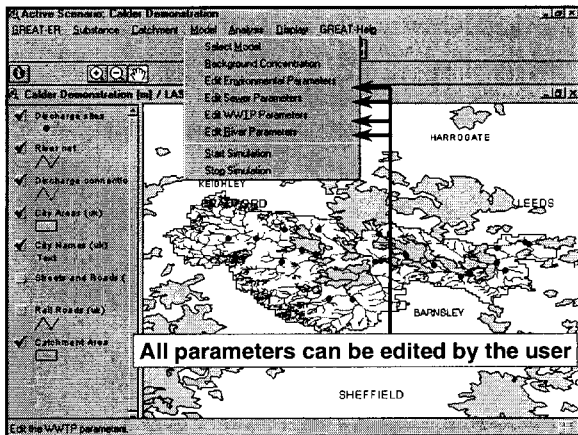 Active Scenario: Calder Demonstration
GREAT-ER Substance Catchment Model Analysis Display GREAT-Help
Select Model
Background Concentration
Edit Environmental Parameters
Edit Sewer Parameters
Edit WWTP Parameters
Edit River Parameters
Start Simulation
Stop Simulation
Calder Demonstration [m] / LAS
Discharge sites
River net
Discharge connectio
City Areas (uk)
City Names (uk)
Text
Streets and Roads (
Rail Roads (uk)
Catchment Area
HARROGATE
KEIGHLEY
BRADFORD
LEEDS
BARNSLEY
All parameters can be edited by the user
SHEFFIELD
Edit the WWTP parameters.